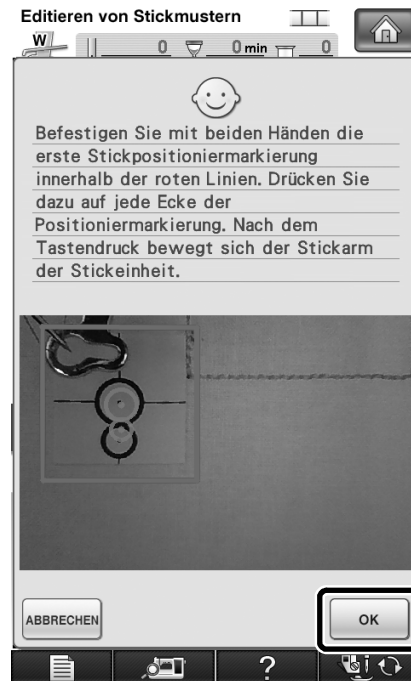 Editieren von Stickmustern
W
0 0 min 0
Befestigen Sie mit beiden Händen die
erste Stickpositioniermarkierung
innerhalb der roten Linien. Drücken Sie
dazu auf jede Ecke der
Positioniermarkierung. Nach dem
Tastendruck bewegt sich der Stickarm
der Stickeinheit.
ABBRECHEN
OK
?